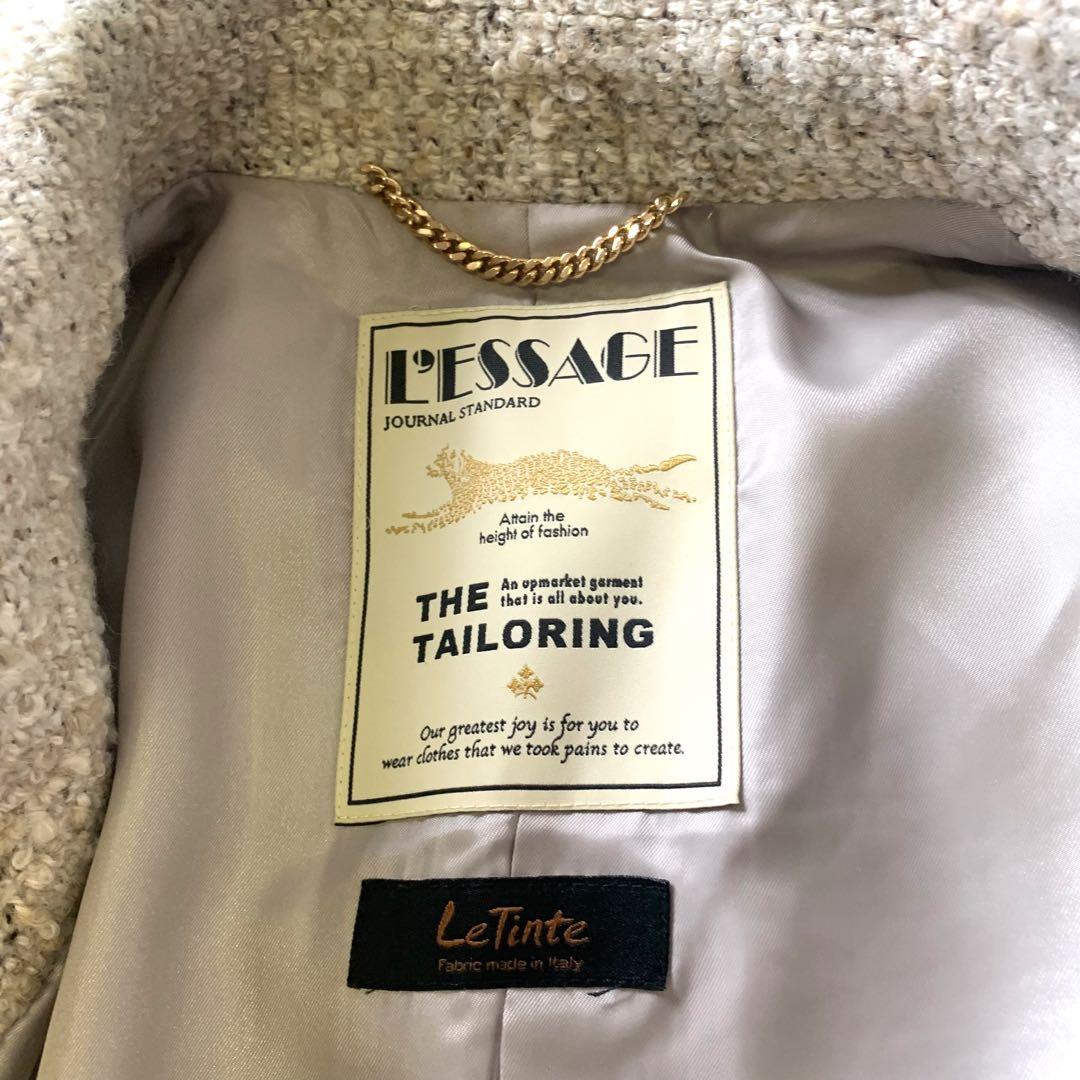 L'ESSAGE
JOURNAL STANDARD
Attain the
height of fashion
THE An upmarket garment
that is all about you.
TAILORING
Our greatest joy is for you to
wear clothes that we took pains to create.
LeTinte
Fabric made in Italy